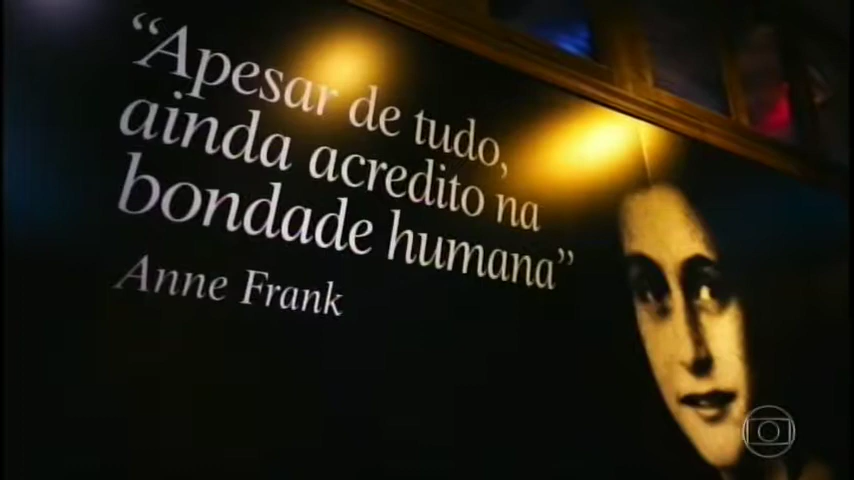 “Apesar de tudo,
ainda acredito na
bondade humana”
Anne Frank